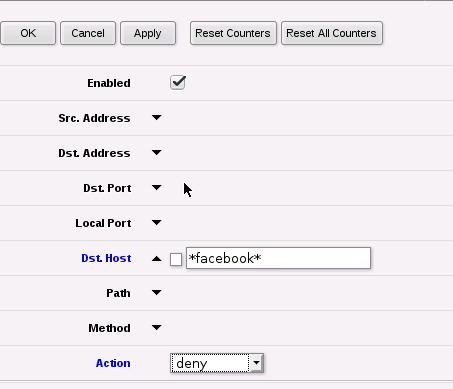 OK Cancel Apply Reset Counters Reset All Counters
Enabled
Src. Address
Dst. Address
Dst. Port
Local Port
Dst. Host *facebook*
Path
Method
Action deny